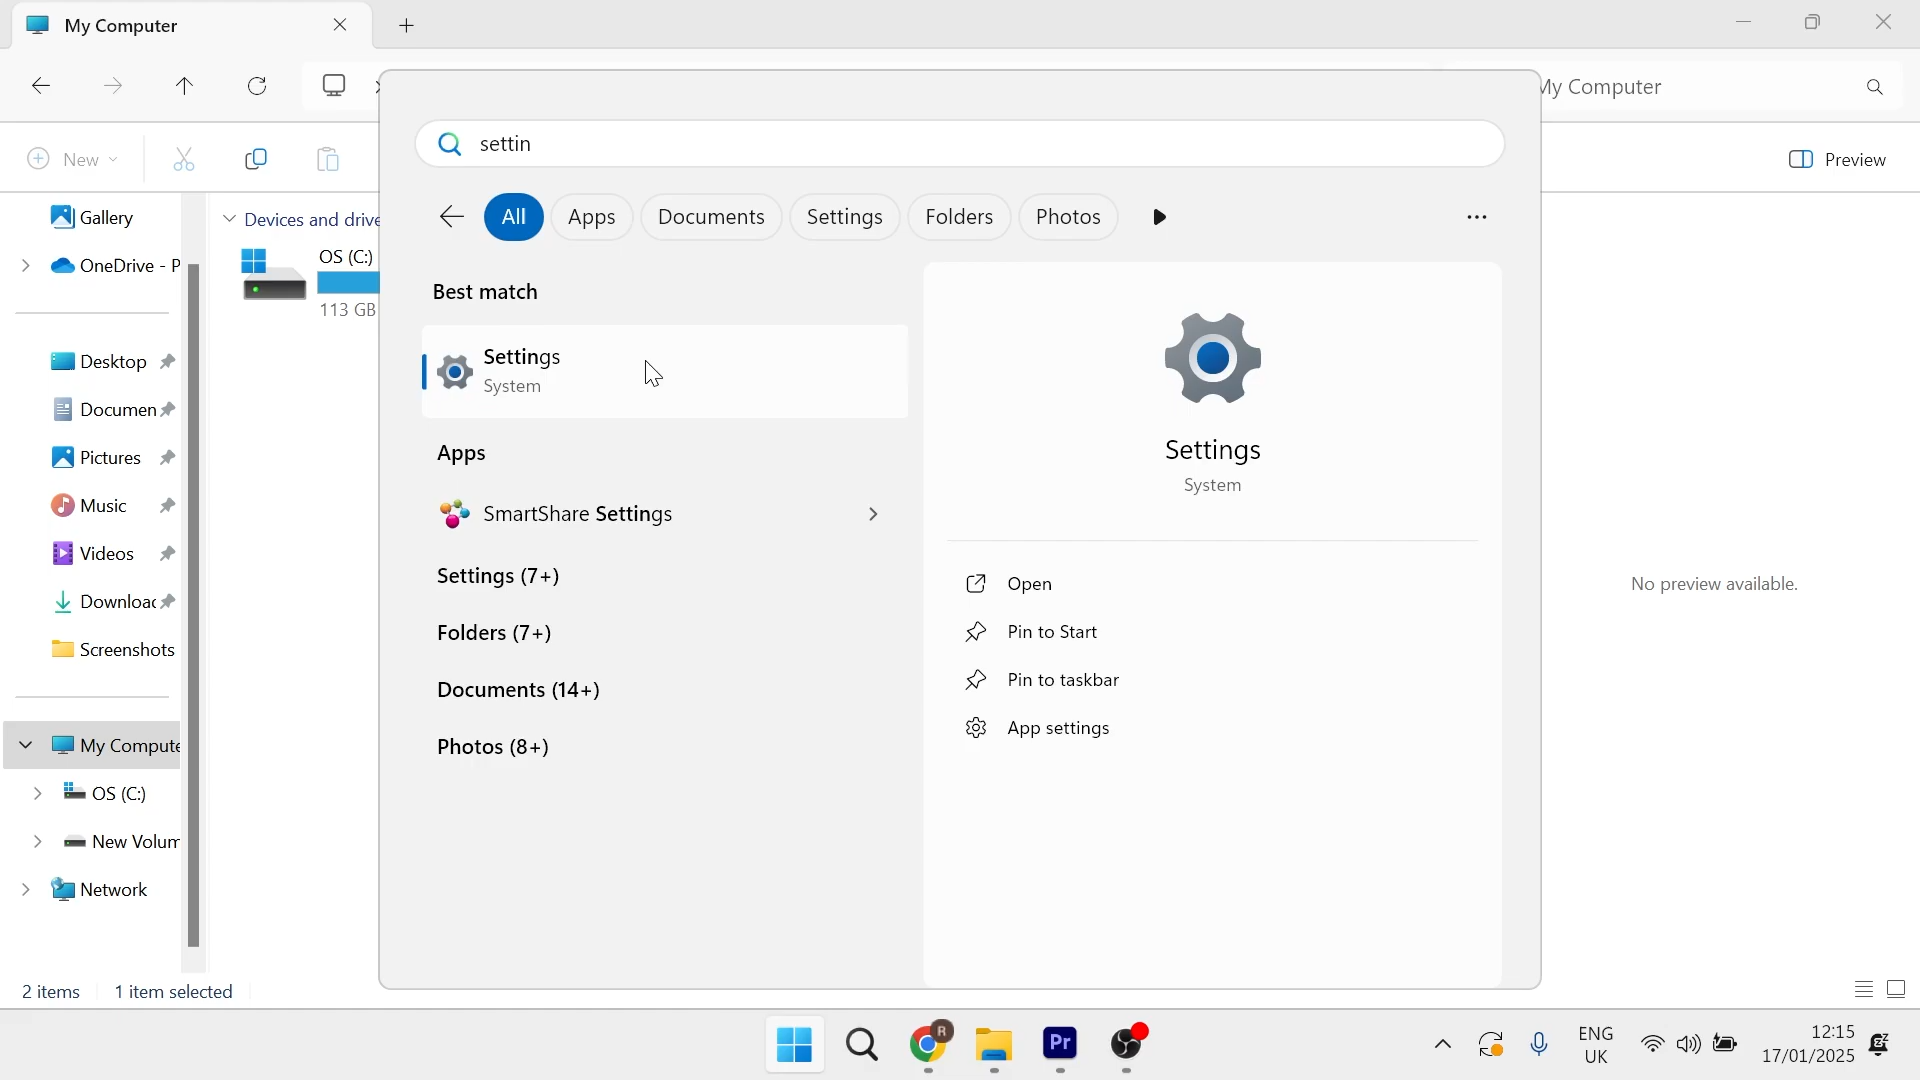 My Computer
My Computer
settin
New
Preview
All
Apps
Documents
Settings
Folders
Photos
Gallery
OneDrive - P
Desktop
Documen
Pictures
Music
Videos
Downloac
Screenshots
My Compute
OS (C:)
New Volum
Network
Devices and drive
OS (C:)
113 GB
Best match
Settings
System
Apps
SmartShare Settings
Settings (7+)
Folders (7+)
Documents (14+)
Photos (8+)
Settings
System
Open
Pin to Start
Pin to taskbar
App settings
No preview available.
2 items
1 item selected
R
Pr
ENG
UK
12:15
17/01/2025